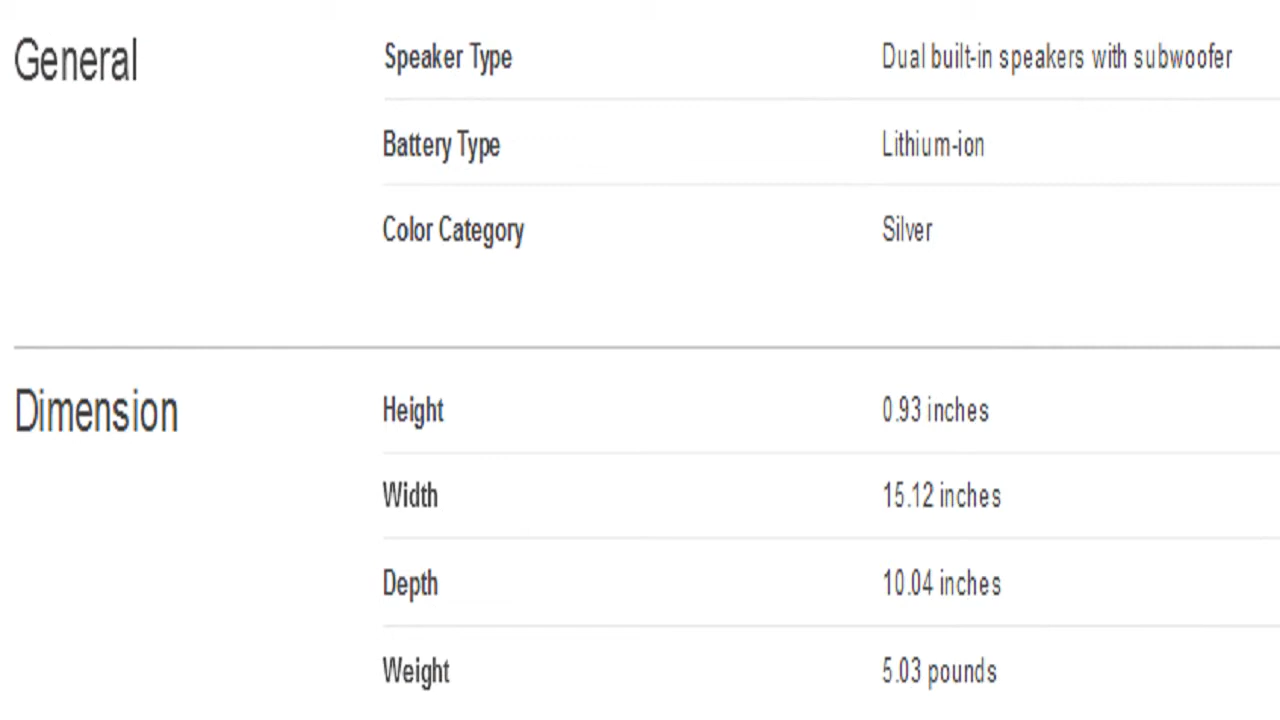 General
Speaker Type Dual built-in speakers with subwoofer
Battery Type Lithium-ion
Color Category Silver
Dimension
Height 0.93 inches
Width 15.12 inches
Depth 10.04 inches
Weight 5.03 pounds